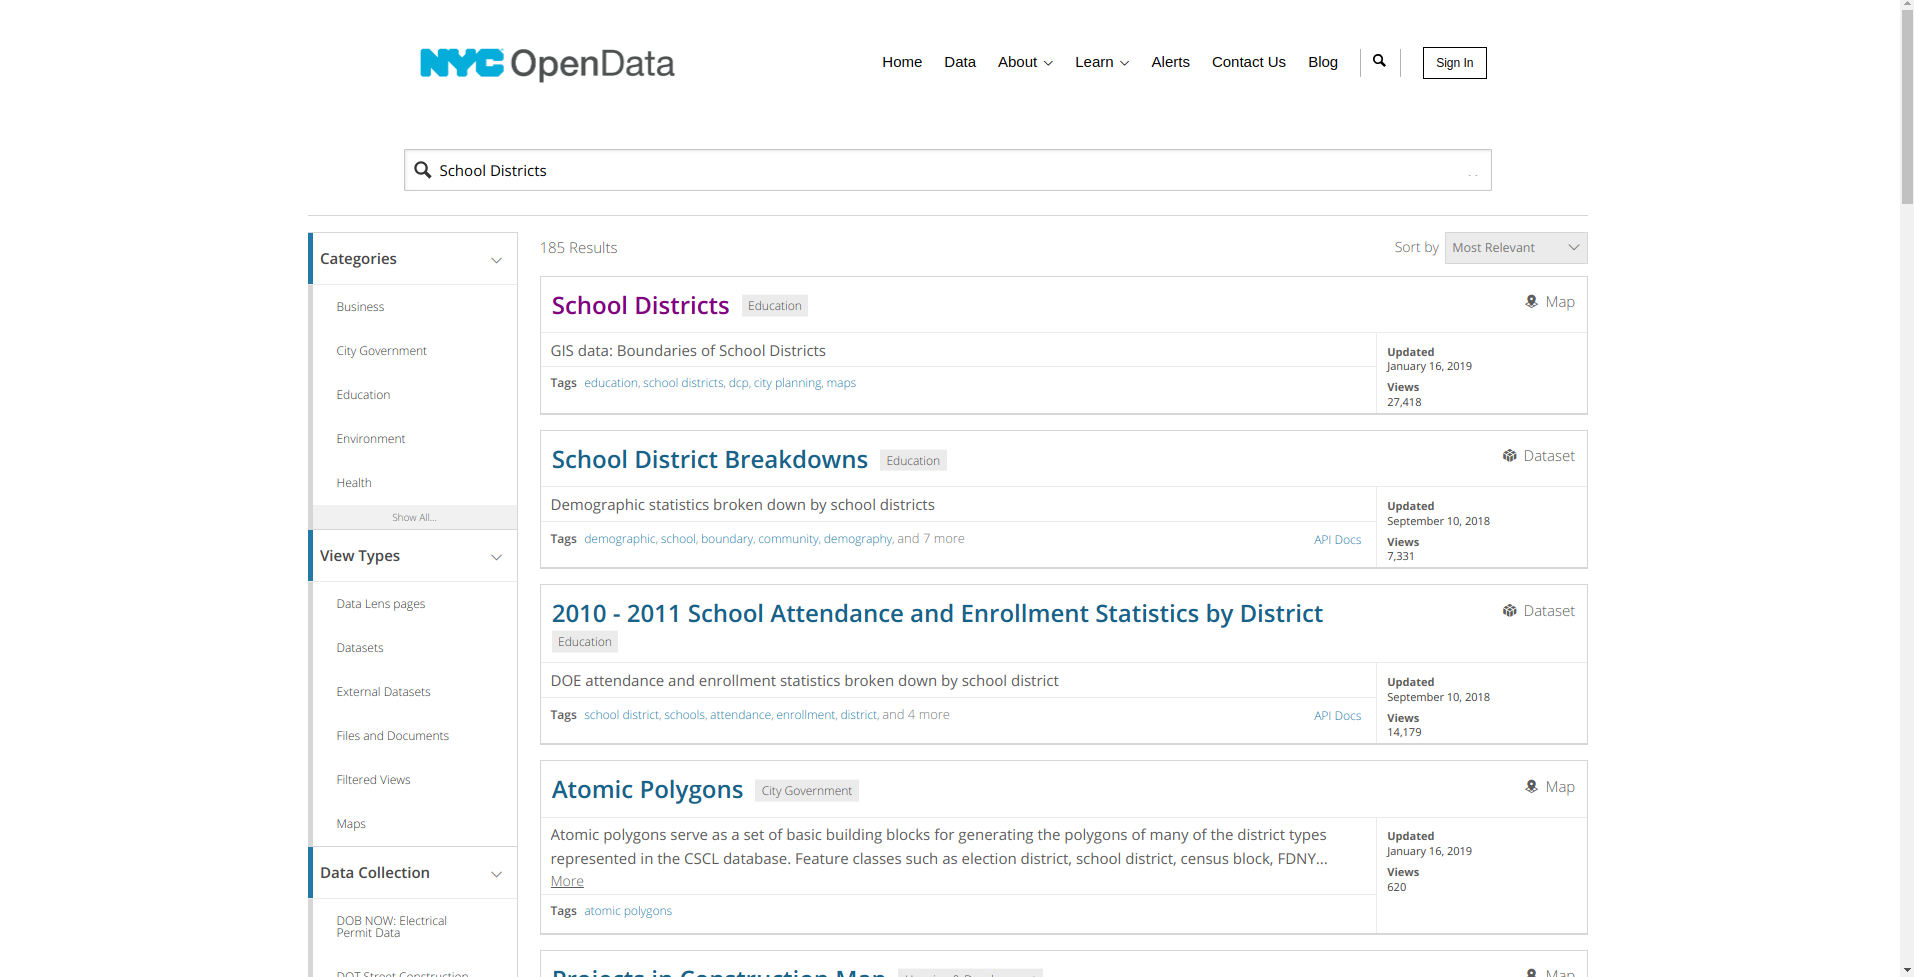 NYC OpenData
Home Data About Learn Alerts Contact Us Blog Sign In
School Districts
Categories
Business
City Government
Education
Environment
Health
Show All...
View Types
Data Lens pages
Datasets
External Datasets
Files and Documents
Filtered Views
Maps
Data Collection
DOB NOW: Electrical
Permit Data
DOT Street Construction
185 Results
Sort by Most Relevant
School Districts Education Map
GIS data: Boundaries of School Districts
Tags education, school districts, dcp, city planning, maps
Updated
January 16, 2019
Views
27,418
School District Breakdowns Education Dataset
Demographic statistics broken down by school districts
Tags demographic, school, boundary, community, demography, and 7 more API Docs
Updated
September 10, 2018
Views
7,331
2010 - 2011 School Attendance and Enrollment Statistics by District Dataset
Education
DOE attendance and enrollment statistics broken down by school district
Tags school district, schools, attendance, enrollment, district, and 4 more API Docs
Updated
September 10, 2018
Views
14,179
Atomic Polygons City Government Map
Atomic polygons serve as a set of basic building blocks for generating the polygons of many of the district types
represented in the CSCL database. Feature classes such as election district, school district, census block, FDNY...
More
Tags atomic polygons
Updated
January 16, 2019
Views
620
Projects in Construction Map Map